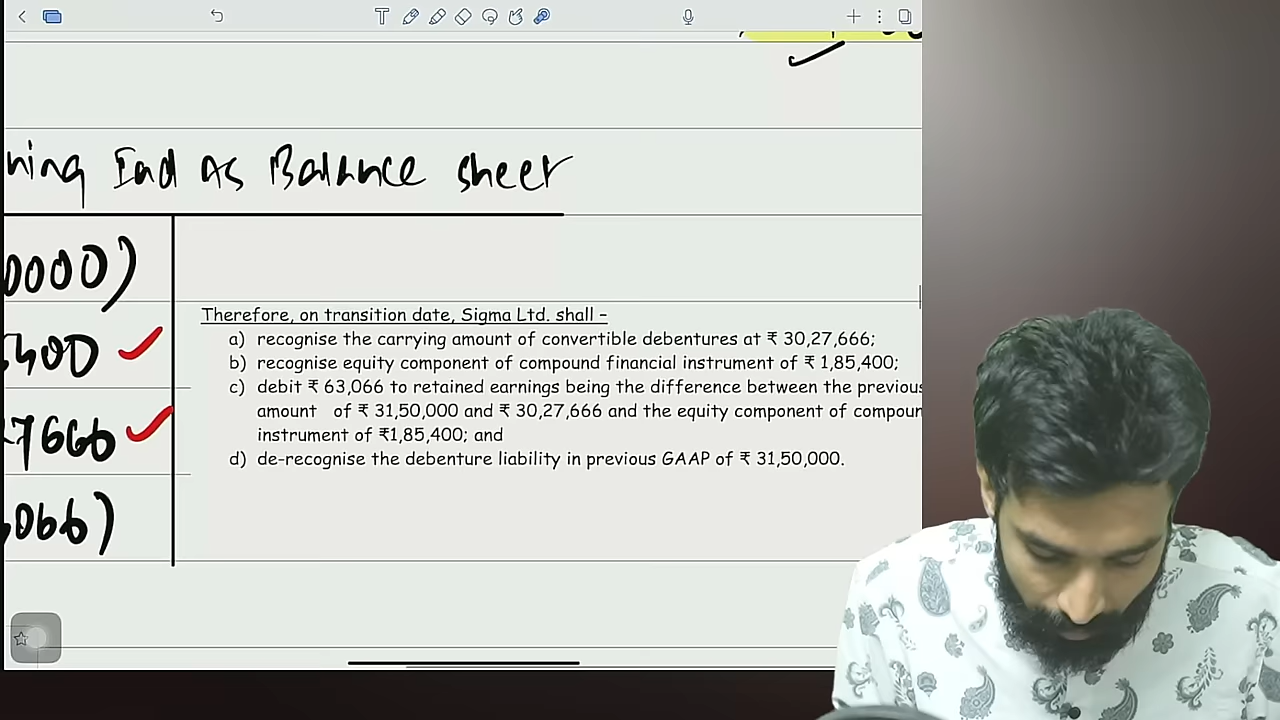 ning Ind As Balance sheet
0000)
5400
27666
3066)
Therefore, on transition date, Sigma Ltd. shall –
a) recognise the carrying amount of convertible debentures at ₹ 30,27,666;
b) recognise equity component of compound financial instrument of ₹ 1,85,400;
c) debit ₹ 63,066 to retained earnings being the difference between the previous
amount of ₹ 31,50,000 and ₹ 30,27,666 and the equity component of compoun
instrument of ₹1,85,400; and
d) de-recognise the debenture liability in previous GAAP of ₹ 31,50,000.